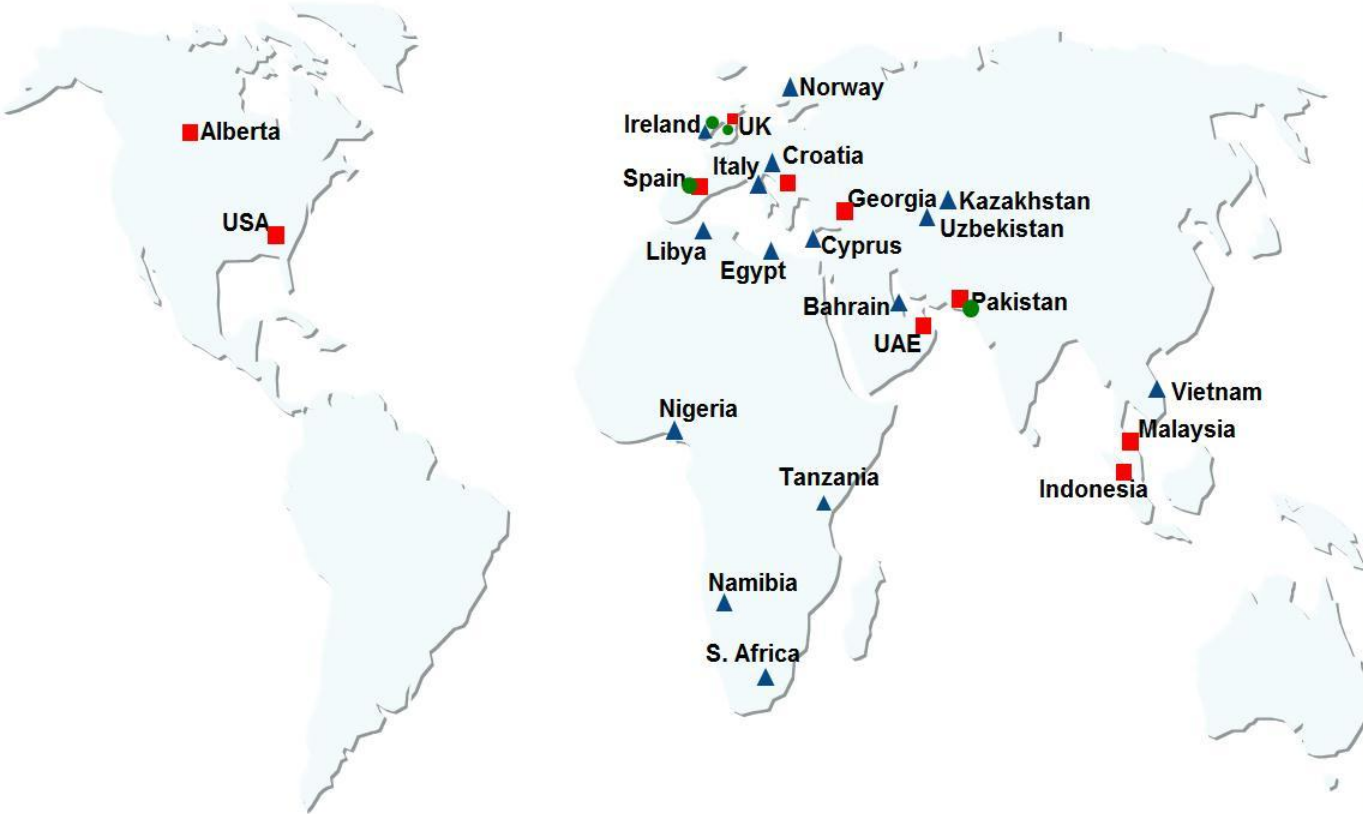 Norway
Ireland
UK
Alberta
Croatia
Italy
Spain
Georgia
Kazakhstan
USA
Uzbekistan
Libya
Cyprus
Egypt
Bahrain
Pakistan
UAE
Vietnam
Nigeria
Malaysia
Tanzania
Indonesia
Namibia
S. Africa